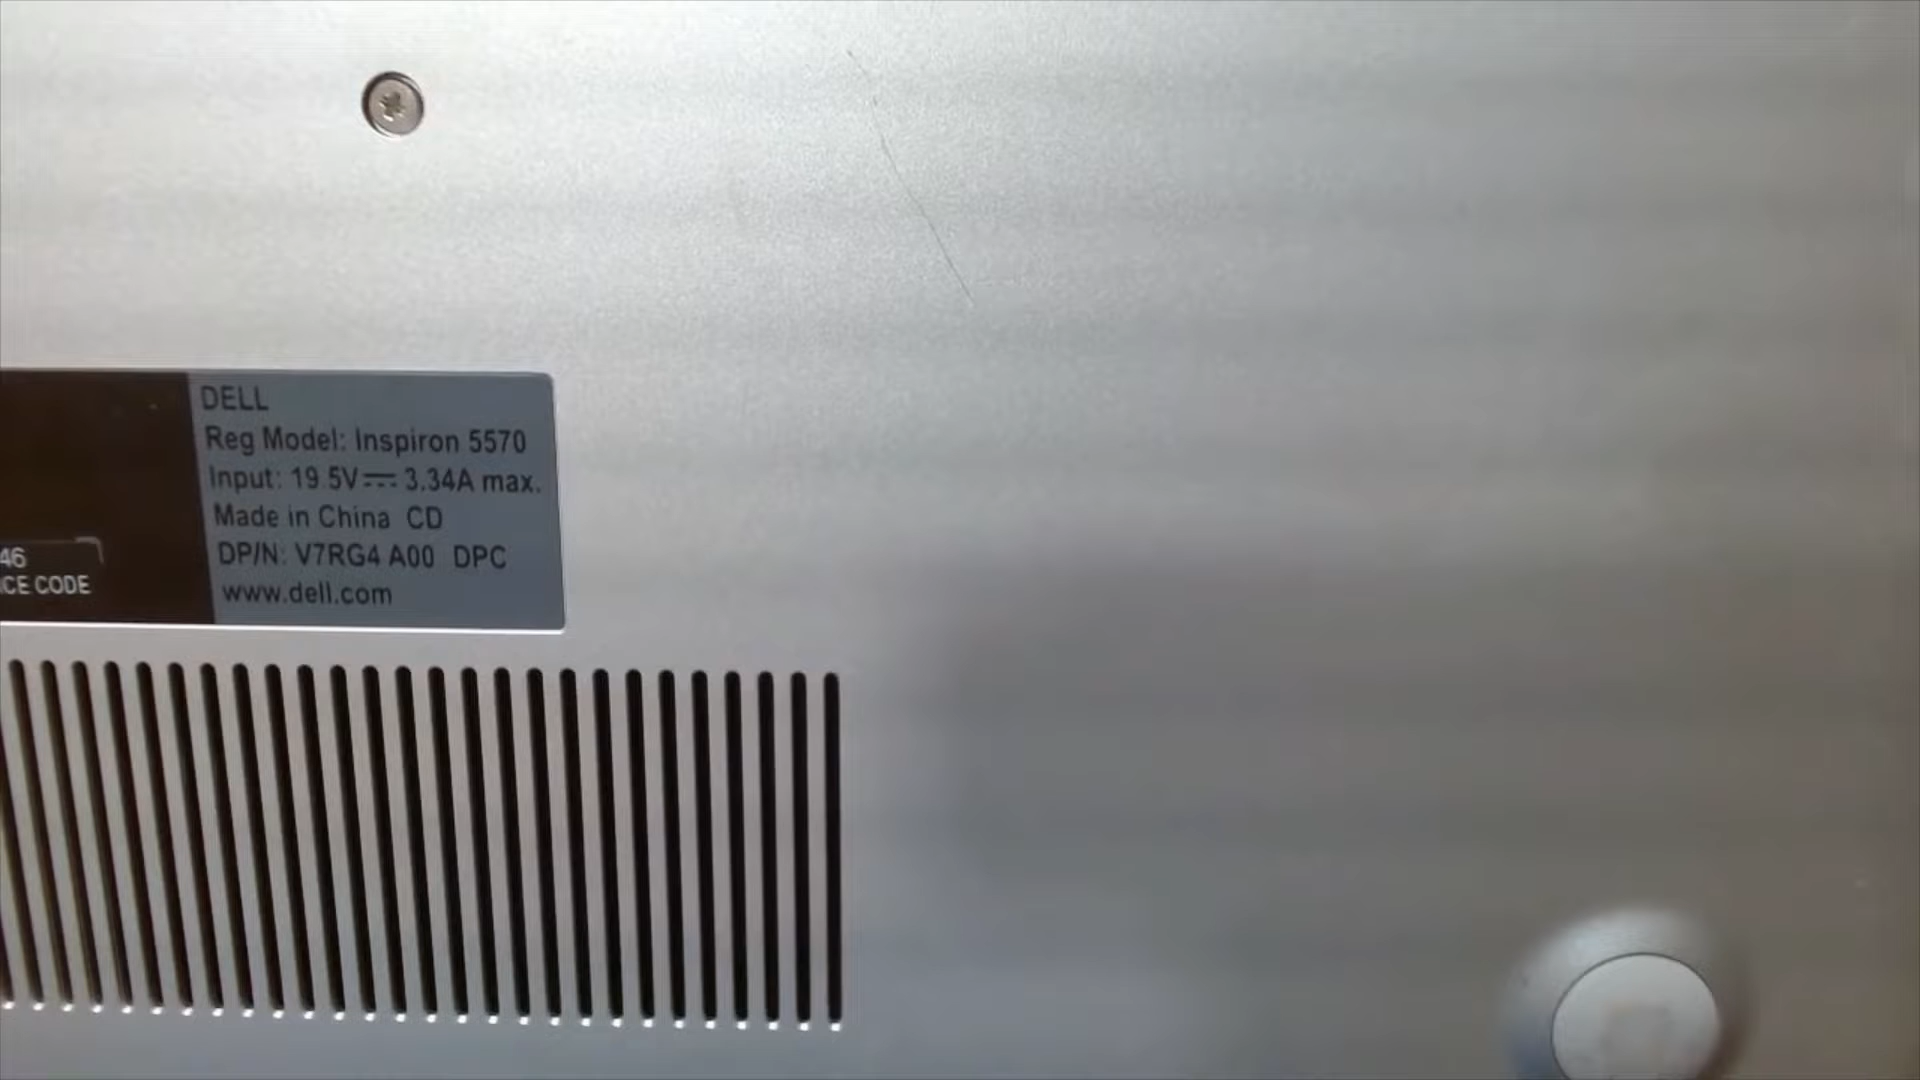 DELL
Reg Model: Inspiron 5570
Input: 19.5V⎓3.34A max.
Made in China CD
DP/N: V7RG4 A00 DPC
www.dell.com
46
ICE CODE